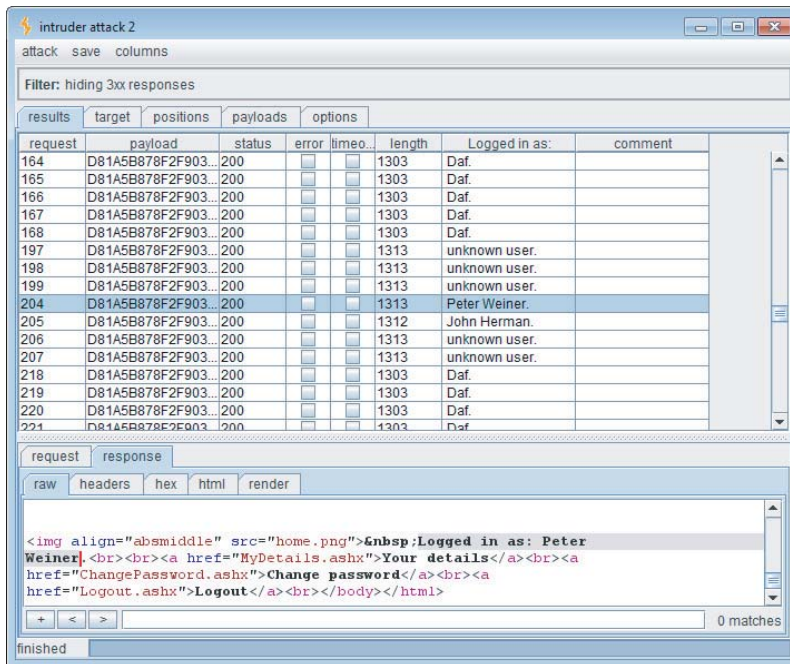 intruder attack 2
attack save columns
Filter: hiding 3xx responses
results target positions payloads options
request payload status error timeo... length Logged in as: comment
164 D81A5B878F2F903... 200 1303 Daf.
165 D81A5B878F2F903... 200 1303 Daf.
166 D81A5B878F2F903... 200 1303 Daf.
167 D81A5B878F2F903... 200 1303 Daf.
168 D81A5B878F2F903... 200 1303 Daf.
197 D81A5B878F2F903... 200 1313 unknown user.
198 D81A5B878F2F903... 200 1313 unknown user.
199 D81A5B878F2F903... 200 1313 unknown user.
204 D81A5B878F2F903... 200 1313 Peter Weiner.
205 D81A5B878F2F903... 200 1312 John Herman.
206 D81A5B878F2F903... 200 1313 unknown user.
207 D81A5B878F2F903... 200 1313 unknown user.
218 D81A5B878F2F903... 200 1303 Daf.
219 D81A5B878F2F903... 200 1303 Daf.
220 D81A5B878F2F903... 200 1303 Daf.
221 D81A5B878F2F903... 200 1303 Daf.
request response
raw headers hex html render
<img align="absmiddle" src="home.png">&nbsp;Logged in as: Peter
Weiner.<br><br><a href="MyDetails.ashx">Your details</a><br><a
href="ChangePassword.ashx">Change password</a><br><a
href="Logout.ashx">Logout</a><br></body></html>
+ < > 0 matches
finished